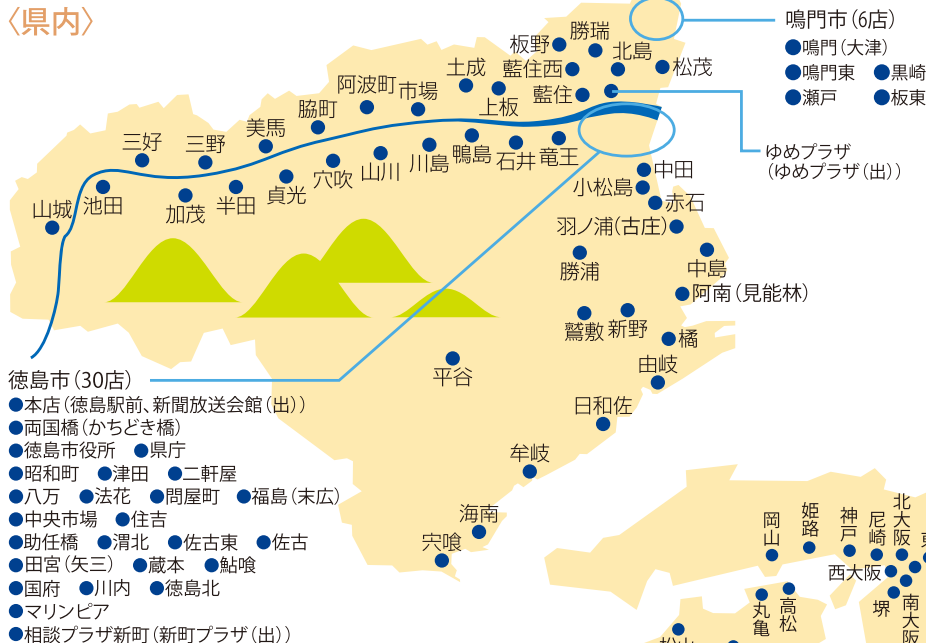 〈県内〉
鳴門市（6店）
鳴門（大津）
鳴門東 黒崎
瀬戸 板東
ゆめプラザ
（ゆめプラザ（出））
勝瑞
板野
北島
藍住西
松茂
土成
阿波町
市場
上板
藍住
脇町
美馬
三野
三好
鴨島
石井
竜王
川島
山川
穴吹
貞光
半田
加茂
池田
山城
中田
小松島
赤石
羽ノ浦（古庄）
勝浦
中島
阿南（見能林）
鷲敷
新野
橘
平谷
由岐
日和佐
牟岐
海南
宍喰
徳島市（30店）
本店（徳島駅前、新聞放送会館（出））
両国橋（かちどき橋）
徳島市役所 県庁
昭和町 津田 二軒屋
八万 法花 問屋町 福島（末広）
中央市場 住吉
助任橋 渭北 佐古東 佐古
田宮（矢三） 蔵本 鮎喰
国府 川内 徳島北
マリンピア
相談プラザ新町（新町プラザ（出））
岡山
姫路
神戸
尼崎
北大阪
西大阪
堺
南大阪
丸亀
高松